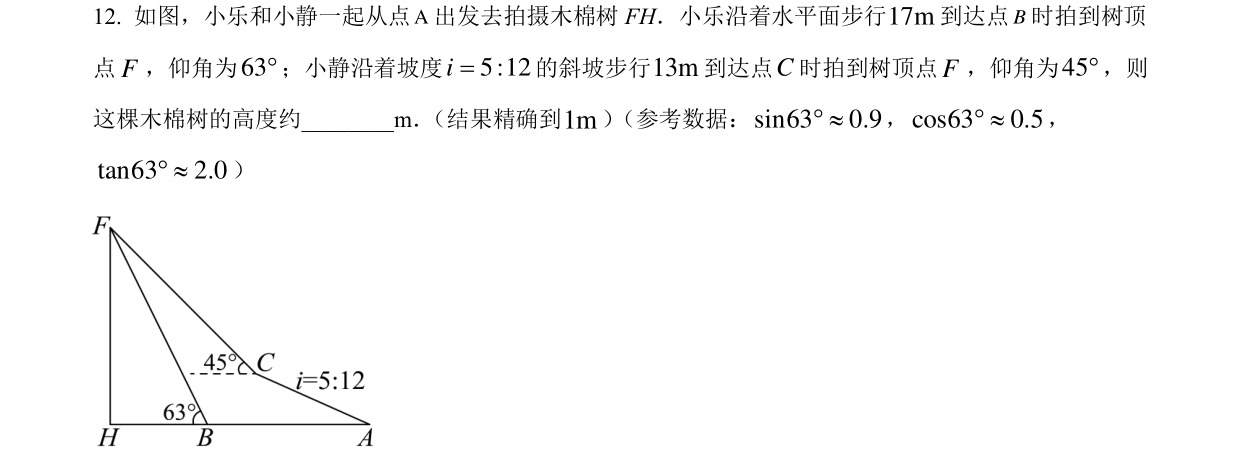 12. 如图，小乐和小静一起从点 A 出发去拍摄木棉树 FH．小乐沿着水平面步行17m 到达点 B 时拍到树顶
点 F ，仰角为63°；小静沿着坡度i = 5:12的斜坡步行13m 到达点C 时拍到树顶点 F ，仰角为45°，则
这棵木棉树的高度约________m．（结果精确到1m）（参考数据：sin63° ≈ 0.9，cos63° ≈ 0.5，
tan63° ≈ 2.0）
F
45° C
i=5:12
63°
H B A